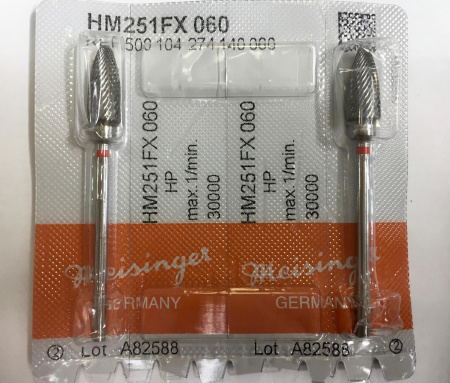 HM251FX 060
500 104 274 140 060
HM251FX 060
HP
max. 1/min.
30000
HM251FX 060
HP
max. 1/min.
30000
Meisinger
GERMANY
Meisinger
GERMANY
2 Lot A82588
Lot A82588 2